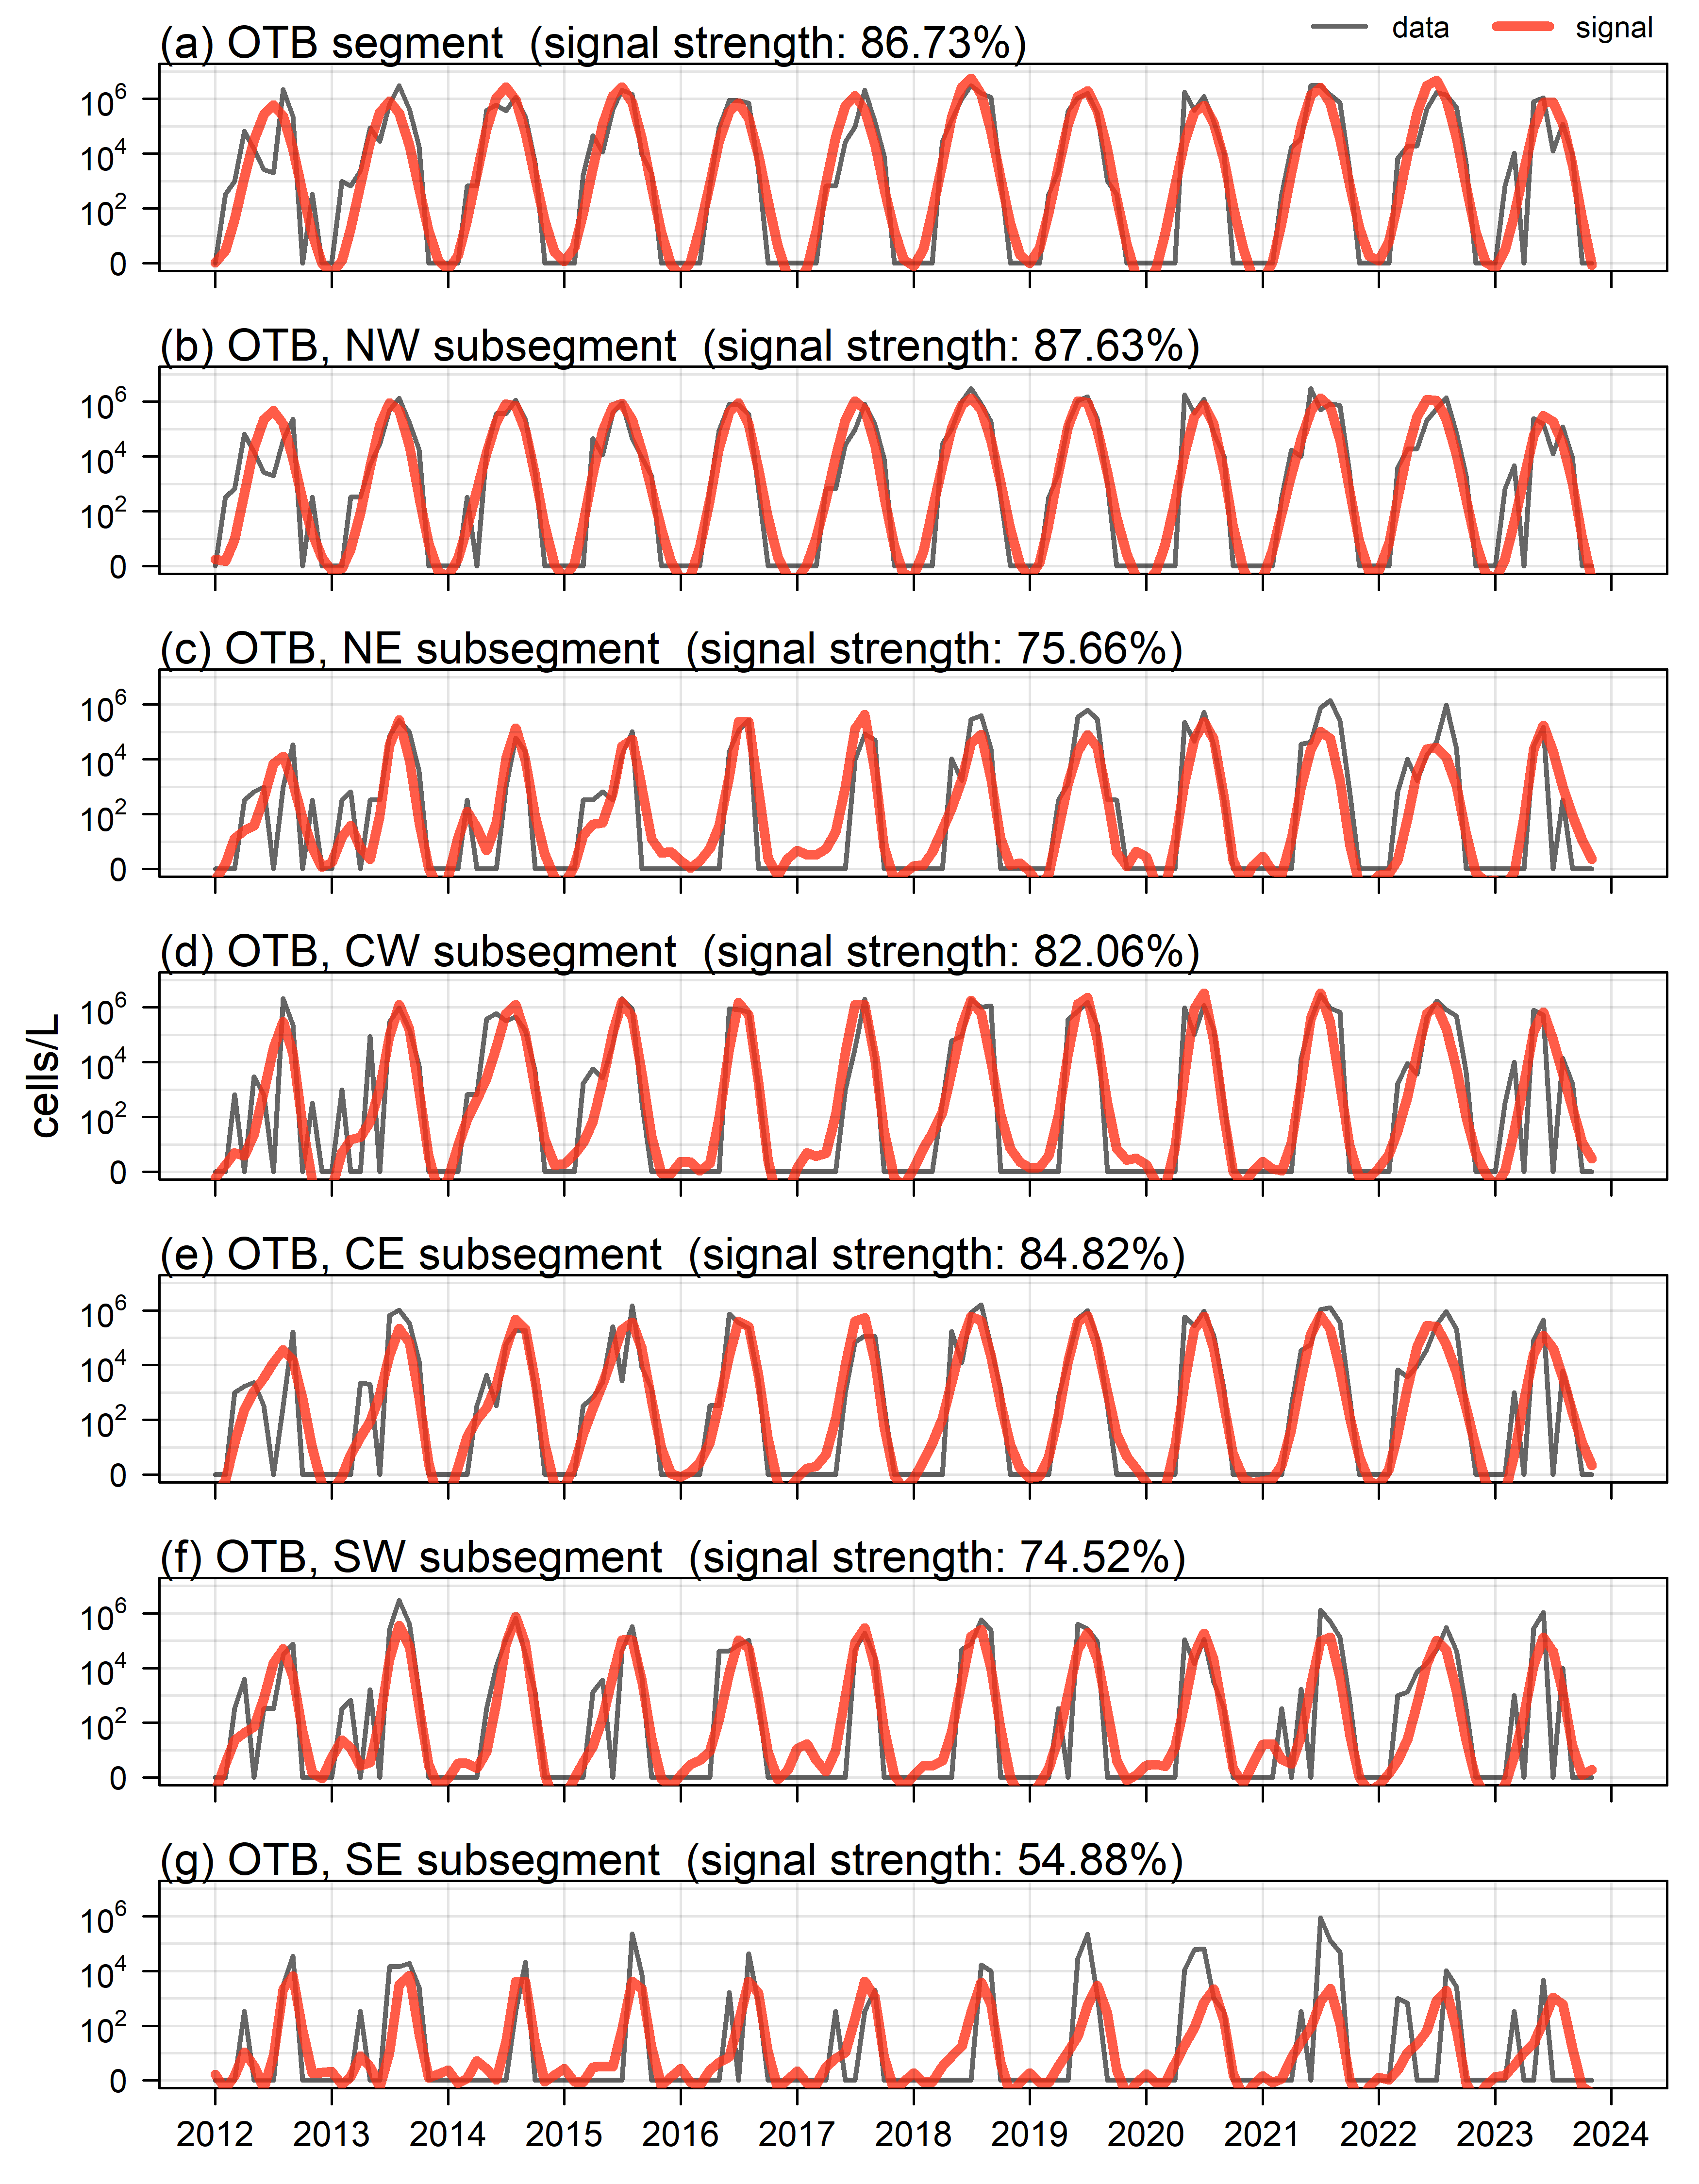 (a) OTB segment (signal strength: 86.73%)
data signal
10^6
10^4
10^2
0
(b) OTB, NW subsegment (signal strength: 87.63%)
10^6
10^4
10^2
0
(c) OTB, NE subsegment (signal strength: 75.66%)
10^6
10^4
10^2
0
(d) OTB, CW subsegment (signal strength: 82.06%)
10^6
10^4
10^2
0
cells/L
(e) OTB, CE subsegment (signal strength: 84.82%)
10^6
10^4
10^2
0
(f) OTB, SW subsegment (signal strength: 74.52%)
10^6
10^4
10^2
0
(g) OTB, SE subsegment (signal strength: 54.88%)
10^6
10^4
10^2
0
2012 2013 2014 2015 2016 2017 2018 2019 2020 2021 2022 2023 2024